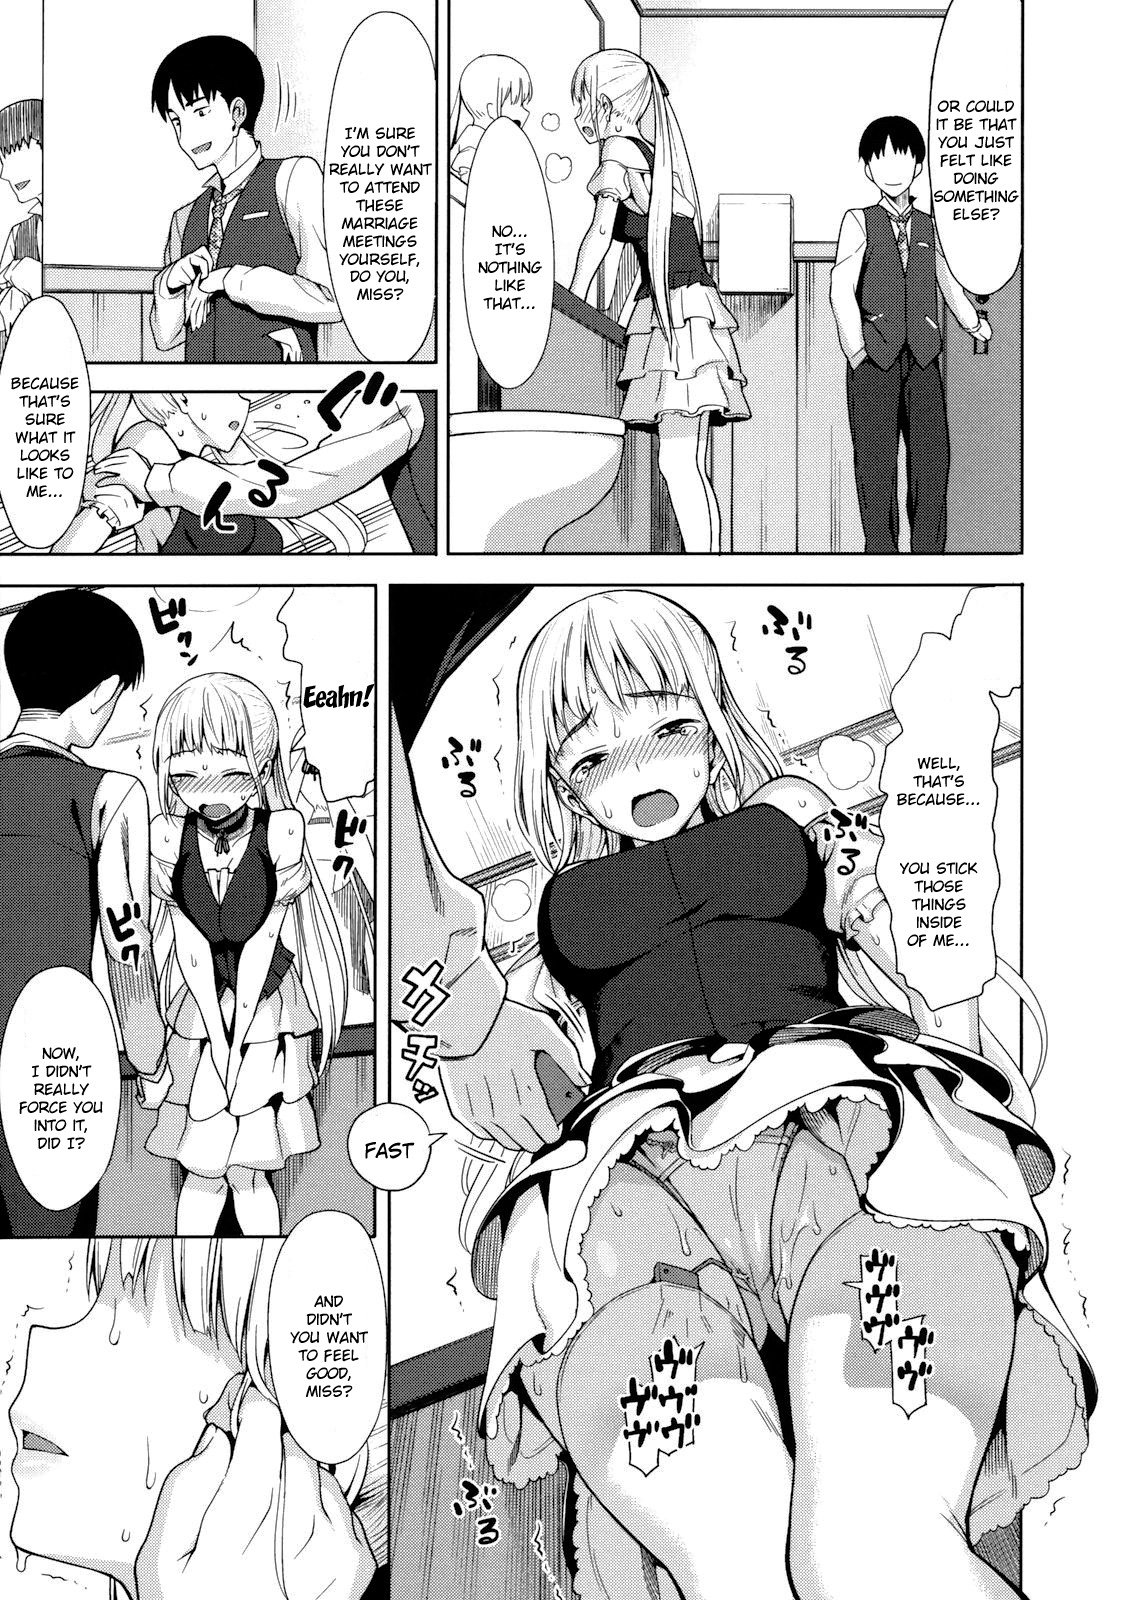 OR COULD
IT BE THAT
YOU JUST
FELT LIKE
DOING
SOMETHING
ELSE?
NO...
IT'S
NOTHING
LIKE
THAT...
I'M SURE
YOU DON'T
REALLY WANT
TO ATTEND
THESE
MARRIAGE
MEETINGS
YOURSELF,
DO YOU,
MISS?
BECAUSE
THAT'S
SURE
WHAT IT
LOOKS
LIKE TO
ME...
ぐるん
WELL,
THAT'S
BECAUSE...
YOU STICK
THOSE
THINGS
INSIDE
OF ME...
ぶる
ぶる
ぶる
カチッ
FAST
ヴヴヴヴ
ヴヴヴヴヴ
ぶる
Eeahn!
ビクン
ビク
ビク
NOW,
I DIDN'T
REALLY
FORCE YOU
INTO IT,
DID I?
AND
DIDN'T
YOU WANT
TO FEEL
GOOD,
MISS?